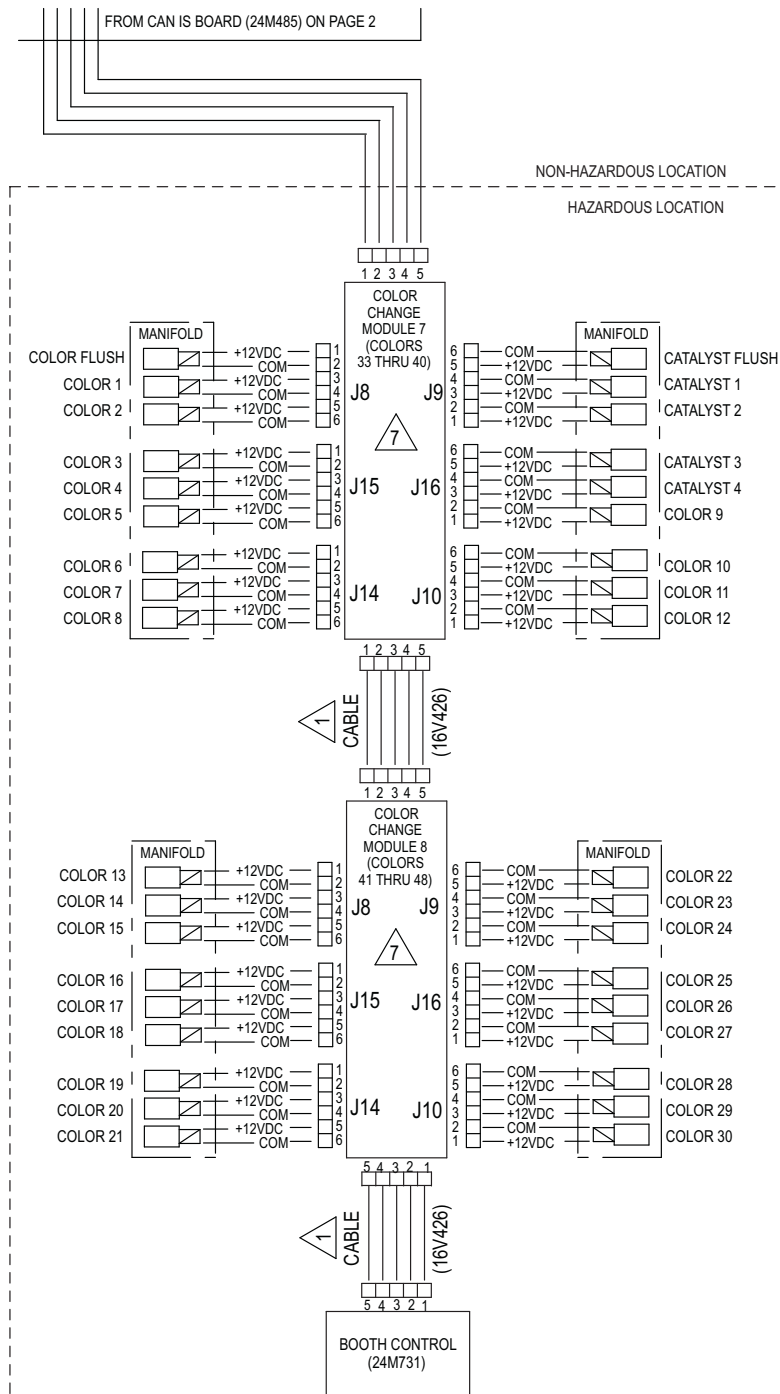 FROM CAN IS BOARD (24M485) ON PAGE 2
NON-HAZARDOUS LOCATION
HAZARDOUS LOCATION
1 2 3 4 5
COLOR
CHANGE
MODULE 7
(COLORS
33 THRU 40)
MANIFOLD
COLOR FLUSH +12VDC 1
COM 2
COLOR 1 +12VDC 3
COM 4
COLOR 2 +12VDC 5
COM 6
J8
COLOR 3 +12VDC 1
COM 2
COLOR 4 +12VDC 3
COM 4
COLOR 5 +12VDC 5
COM 6
J15
COLOR 6 +12VDC 1
COM 2
COLOR 7 +12VDC 3
COM 4
COLOR 8 +12VDC 5
COM 6
J14
7
MANIFOLD
J9
6 COM CATALYST FLUSH
5 +12VDC
4 COM CATALYST 1
3 +12VDC
2 COM CATALYST 2
1 +12VDC
J16
6 COM CATALYST 3
5 +12VDC
4 COM CATALYST 4
3 +12VDC
2 COM COLOR 9
1 +12VDC
J10
6 COM COLOR 10
5 +12VDC
4 COM COLOR 11
3 +12VDC
2 COM COLOR 12
1 +12VDC
1 2 3 4 5
1
CABLE
(16V426)
1 2 3 4 5
COLOR
CHANGE
MODULE 8
(COLORS
41 THRU 48)
MANIFOLD
COLOR 13 +12VDC 1
COM 2
COLOR 14 +12VDC 3
COM 4
COLOR 15 +12VDC 5
COM 6
J8
COLOR 16 +12VDC 1
COM 2
COLOR 17 +12VDC 3
COM 4
COLOR 18 +12VDC 5
COM 6
J15
COLOR 19 +12VDC 1
COM 2
COLOR 20 +12VDC 3
COM 4
COLOR 21 +12VDC 5
COM 6
J14
7
MANIFOLD
J9
6 COM COLOR 22
5 +12VDC
4 COM COLOR 23
3 +12VDC
2 COM COLOR 24
1 +12VDC
J16
6 COM COLOR 25
5 +12VDC
4 COM COLOR 26
3 +12VDC
2 COM COLOR 27
1 +12VDC
J10
6 COM COLOR 28
5 +12VDC
4 COM COLOR 29
3 +12VDC
2 COM COLOR 30
1 +12VDC
5 4 3 2 1
1
CABLE
(16V426)
5 4 3 2 1
BOOTH CONTROL
(24M731)